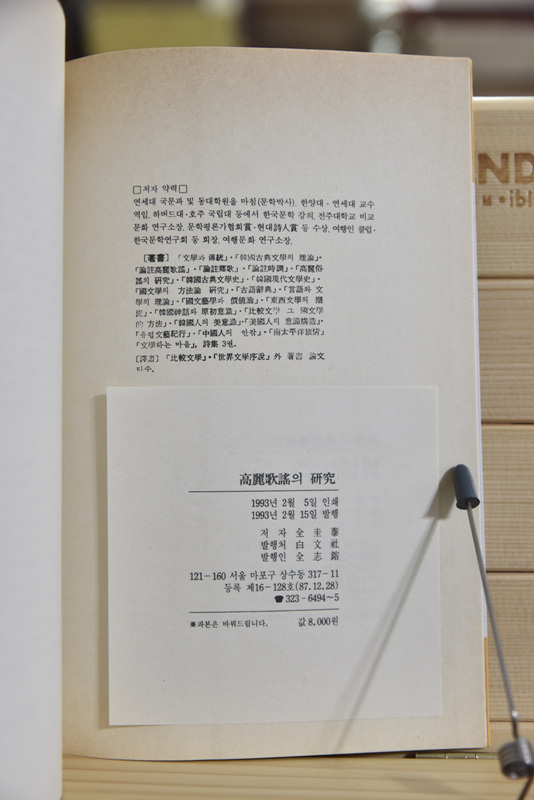 □저자 약력□
연세대 국문과 및 동대학원을 마침(문학박사). 한양대·연세대 교수
역임, 하버드대·호주 국립대 등에서 한국문학 강의, 전주대학교 비교
문화 연구소장, 문학평론가협회賞·현대詩人賞 등 수상, 여행인 클럽·
한국문학연구회 등 회장, 여행문화 연구소장.
［著書］「文學과 傳統」·「韓國古典文學의 理論」·
「論註高麗歌謠」·「論註鄕歌」·「論註時調」·「高麗俗
謠의 硏究」·「韓國古典文學史」·「韓國現代文學史」·
「國文學의 方法論 硏究」·「古語辭典」·「言語와 文
學의 理論」·「國文藝學과 價値論」·「東西文學의 潮
流」·「韓國神話와 原初意識」·「比較文學 그 國文學
的 方法」·「韓國人의 美意識」·「美國人의 意識構造」·
「유럽文藝紀行」·「中國人의 안팎」·「南太平洋旅情」
「文學하는 마음」, 詩集 3권.
［譯書］「比較文學」·「世界文學序說」外 著書 論文
다수.
高麗歌謠의 硏究
1993年 2월 5일 인쇄
1993年 2월 15일 발행
저 자 全 圭 泰
발행처 白 文 社
발행인 全 志 鎔
121-160 서울 마포구 상수동 317-11
등록 제16-128호(87.12.28)
☎323-6494~5
※파본은 바꿔드립니다. 값 8,000원
ND